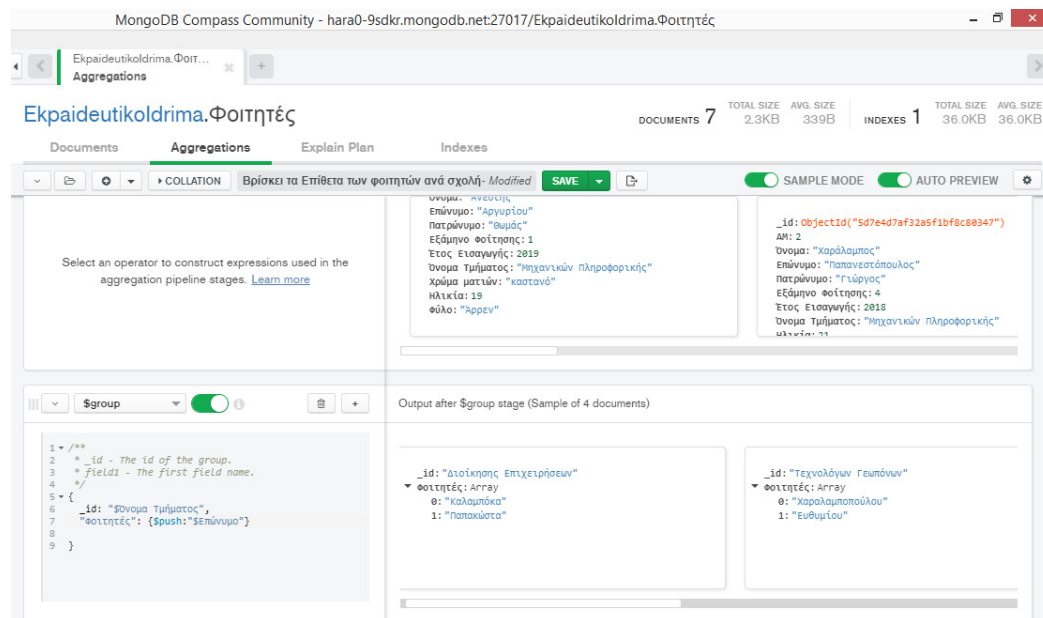 MongoDB Compass Community - hara0-9sdkr.mongodb.net:27017/EkpaideutikoIdrima.Φοιτητές
EkpaideutikoIdrima.Φοιτ...
Aggregations
EkpaideutikoIdrima.Φοιτητές
DOCUMENTS 7
TOTAL SIZE 2.3KB
AVG. SIZE 339B
INDEXES 1
TOTAL SIZE 36.0KB
AVG. SIZE 36.0KB
Documents Aggregations Explain Plan Indexes
COLLATION Βρίσκει τα Επίθετα των φοιτητών ανά σχολή- Modified SAVE SAMPLE MODE AUTO PREVIEW
Select an operator to construct expressions used in the
aggregation pipeline stages. Learn more
Επώνυμο: "Αργυρίου"
Πατρώνυμο: "Θωμάς"
Εξάμηνο Φοίτησης: 1
Έτος Εισαγωγής: 2019
Όνομα Τμήματος: "Μηχανικών Πληροφορικής"
Χρώμα ματιών: "καστανό"
Ηλικία: 19
Φύλο: "Άρρεν"
_id: ObjectId("5d7e4d7af32a5f1bf8c80347")
ΑΜ: 2
Όνομα: "Χαράλαμπος"
Επώνυμο: "Παπανεστόπουλος"
Πατρώνυμο: "Γιώργος"
Εξάμηνο Φοίτησης: 4
Έτος Εισαγωγής: 2018
Όνομα Τμήματος: "Μηχανικών Πληροφορικής"
Ηλικία: 21
$group
Output after $group stage (Sample of 4 documents)
1 /**
2 * _id - The id of the group.
3 * field1 - The first field name.
4 */
5 {
6 _id: "$Όνομα Τμήματος",
7 "Φοιτητές": {$push:"$Επώνυμο"}
8
9 }
_id: "Διοίκησης Επιχειρήσεων"
Φοιτητές: Array
0: "Καλαμπόκα"
1: "Παπακώστα"
_id: "Τεχνολόγων Γεωπόνων"
Φοιτητές: Array
0: "Χαραλαμποπούλου"
1: "Ευθυμίου"